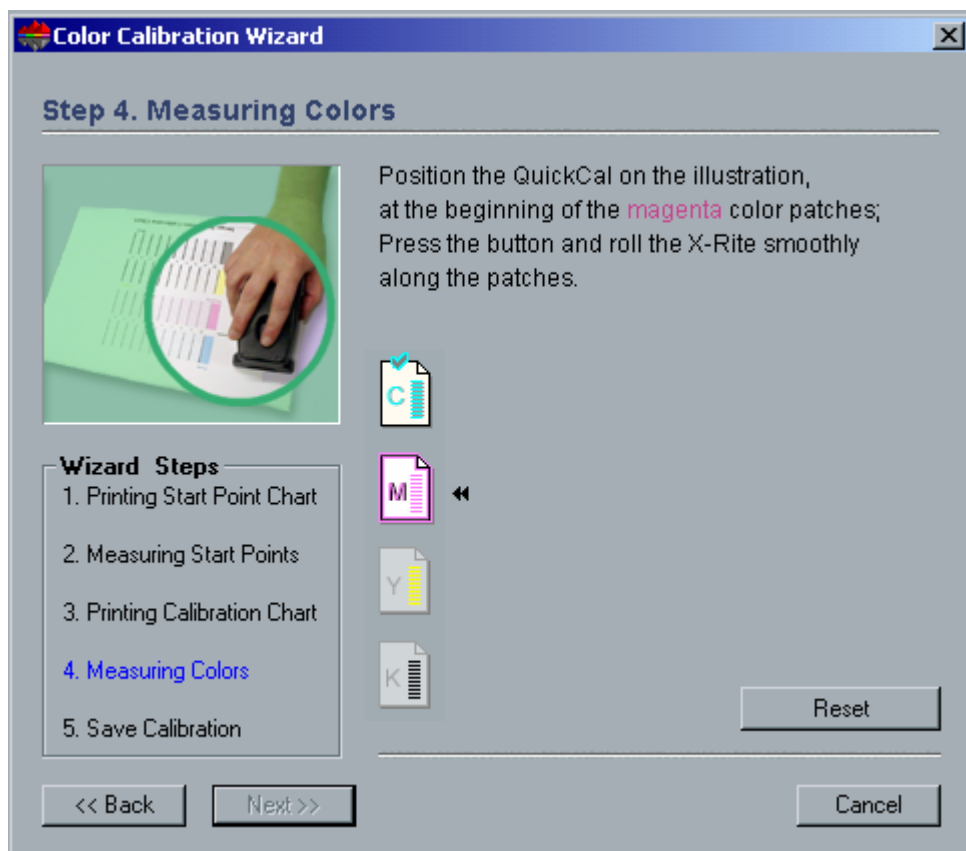 Color Calibration Wizard
Step 4. Measuring Colors
Position the QuickCal on the illustration,
at the beginning of the magenta color patches;
Press the button and roll the X-Rite smoothly
along the patches.
C
M
Y
K
Wizard Steps
1. Printing Start Point Chart
2. Measuring Start Points
3. Printing Calibration Chart
4. Measuring Colors
5. Save Calibration
Reset
<< Back
Next >>
Cancel